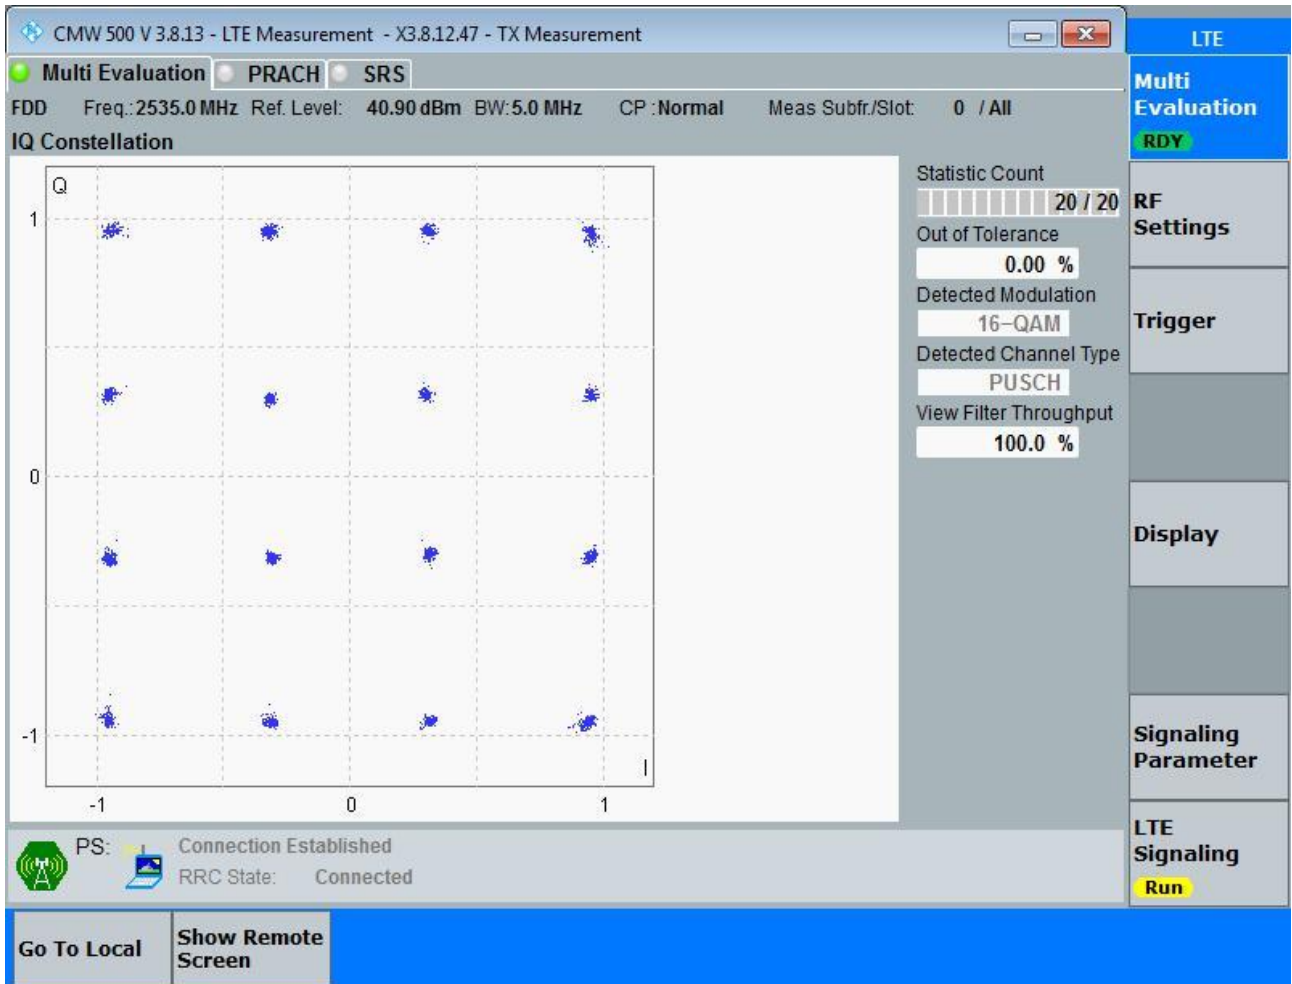 CMW 500 V 3.8.13 - LTE Measurement - X3.8.12.47 - TX Measurement
LTE
Multi Evaluation PRACH SRS
FDD Freq.: 2535.0 MHz Ref. Level: 40.90 dBm BW: 5.0 MHz CP : Normal Meas Subfr./Slot: 0 / All
IQ Constellation
Q
1
0
-1
I
-1 0 1
Statistic Count
20 / 20
Out of Tolerance
0.00 %
Detected Modulation
16-QAM
Detected Channel Type
PUSCH
View Filter Throughput
100.0 %
Multi
Evaluation
RDY
RF
Settings
Trigger
Display
Signaling
Parameter
LTE
Signaling
Run
PS: Connection Established
RRC State: Connected
Go To Local
Show Remote
Screen